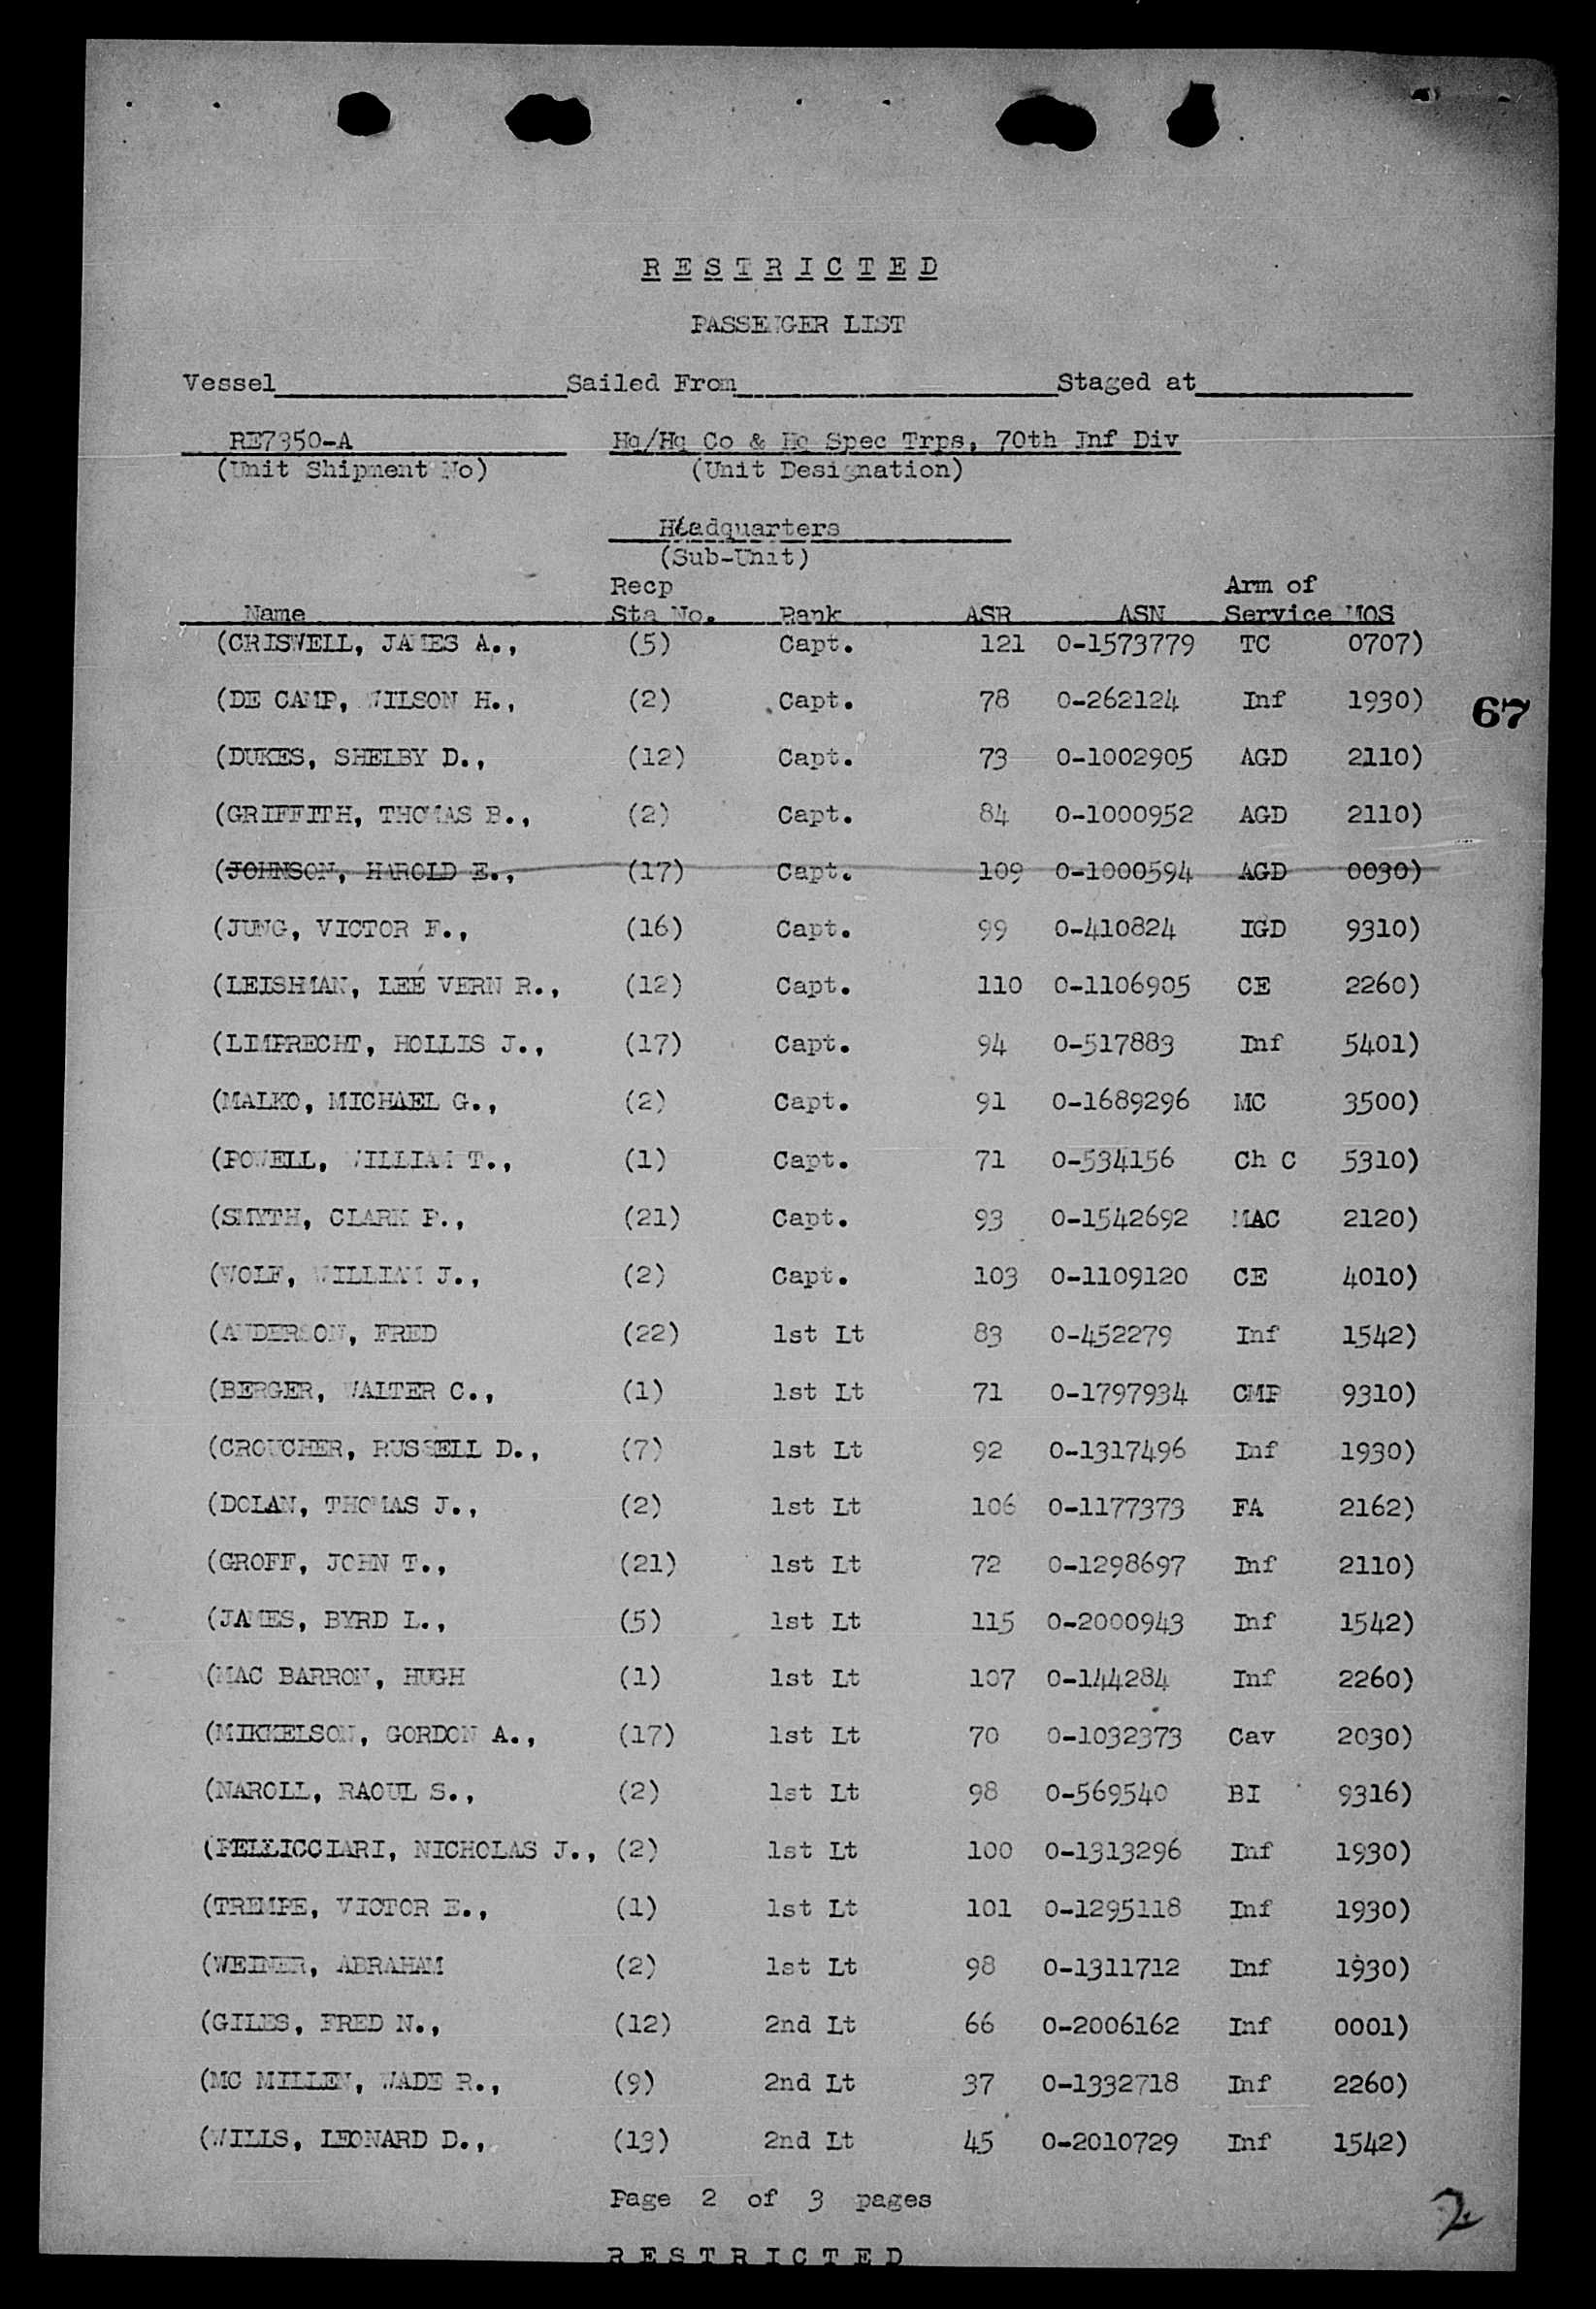 R E S T R I C T E D
PASSENGER LIST
Vessel Sailed From Staged at
RE7350-A Hq/Hq Co & Hq Spec Trps, 70th Inf Div
(Unit Shipment No) (Unit Designation)
Headquarters
(Sub-Unit)
Recp Arm of
Name Sta No. Rank ASR ASN Service MOS
(CRISWELL, JAMES A., (5) Capt. 121 0-1573779 TC 0707)
(DE CAMP, WILSON H., (2) Capt. 78 0-262124 Inf 1930)
67
(DUKES, SHELBY D., (12) Capt. 73 0-1002905 AGD 2110)
(GRIFFITH, THOMAS B., (2) Capt. 84 0-1000952 AGD 2110)
(JOHNSON, HAROLD E., (17) Capt. 109 0-1000594 AGD 0030)
(JUNG, VICTOR F., (16) Capt. 99 0-410824 IGD 9310)
(LEISHMAN, LEE VERN R., (12) Capt. 110 0-1106905 CE 2260)
(LIMPRECHT, HOLLIS J., (17) Capt. 94 0-517883 Inf 5401)
(MALKO, MICHAEL G., (2) Capt. 91 0-1689296 MC 3500)
(POWELL, WILLIAM T., (1) Capt. 71 0-534156 Ch C 5310)
(SMYTH, CLARK P., (21) Capt. 93 0-1542692 MAC 2120)
(WOLF, WILLIAM J., (2) Capt. 103 0-1109120 CE 4010)
(ANDERSON, FRED (22) 1st Lt 83 0-452279 Inf 1542)
(BERGER, WALTER C., (1) 1st Lt 71 0-1797934 CMP 9310)
(CROUCHER, RUSSELL D., (7) 1st Lt 92 0-1317496 Inf 1930)
(DOLAN, THOMAS J., (2) 1st Lt 106 0-1177373 FA 2162)
(GROFF, JOHN T., (21) 1st Lt 72 0-1298697 Inf 2110)
(JAMES, BYRD L., (5) 1st Lt 115 0-2000943 Inf 1542)
(MAC BARRON, HUGH (1) 1st Lt 107 0-144284 Inf 2260)
(MIKKELSON, GORDON A., (17) 1st Lt 70 0-1032373 Cav 2030)
(NAROLL, RAOUL S., (2) 1st Lt 98 0-569540 BI 9316)
(PELLICCIARI, NICHOLAS J., (2) 1st Lt 100 0-1313296 Inf 1930)
(TREMPE, VICTOR E., (1) 1st Lt 101 0-1295118 Inf 1930)
(WEINER, ABRAHAM (2) 1st Lt 98 0-1311712 Inf 1930)
(GILES, FRED N., (12) 2nd Lt 66 0-2006162 Inf 0001)
(MC MILLEN, WADE R., (9) 2nd Lt 37 0-1332718 Inf 2260)
(WILLS, LEONARD D., (13) 2nd Lt 45 0-2010729 Inf 1542)
Page 2 of 3 pages
2
R E S T R I C T E D